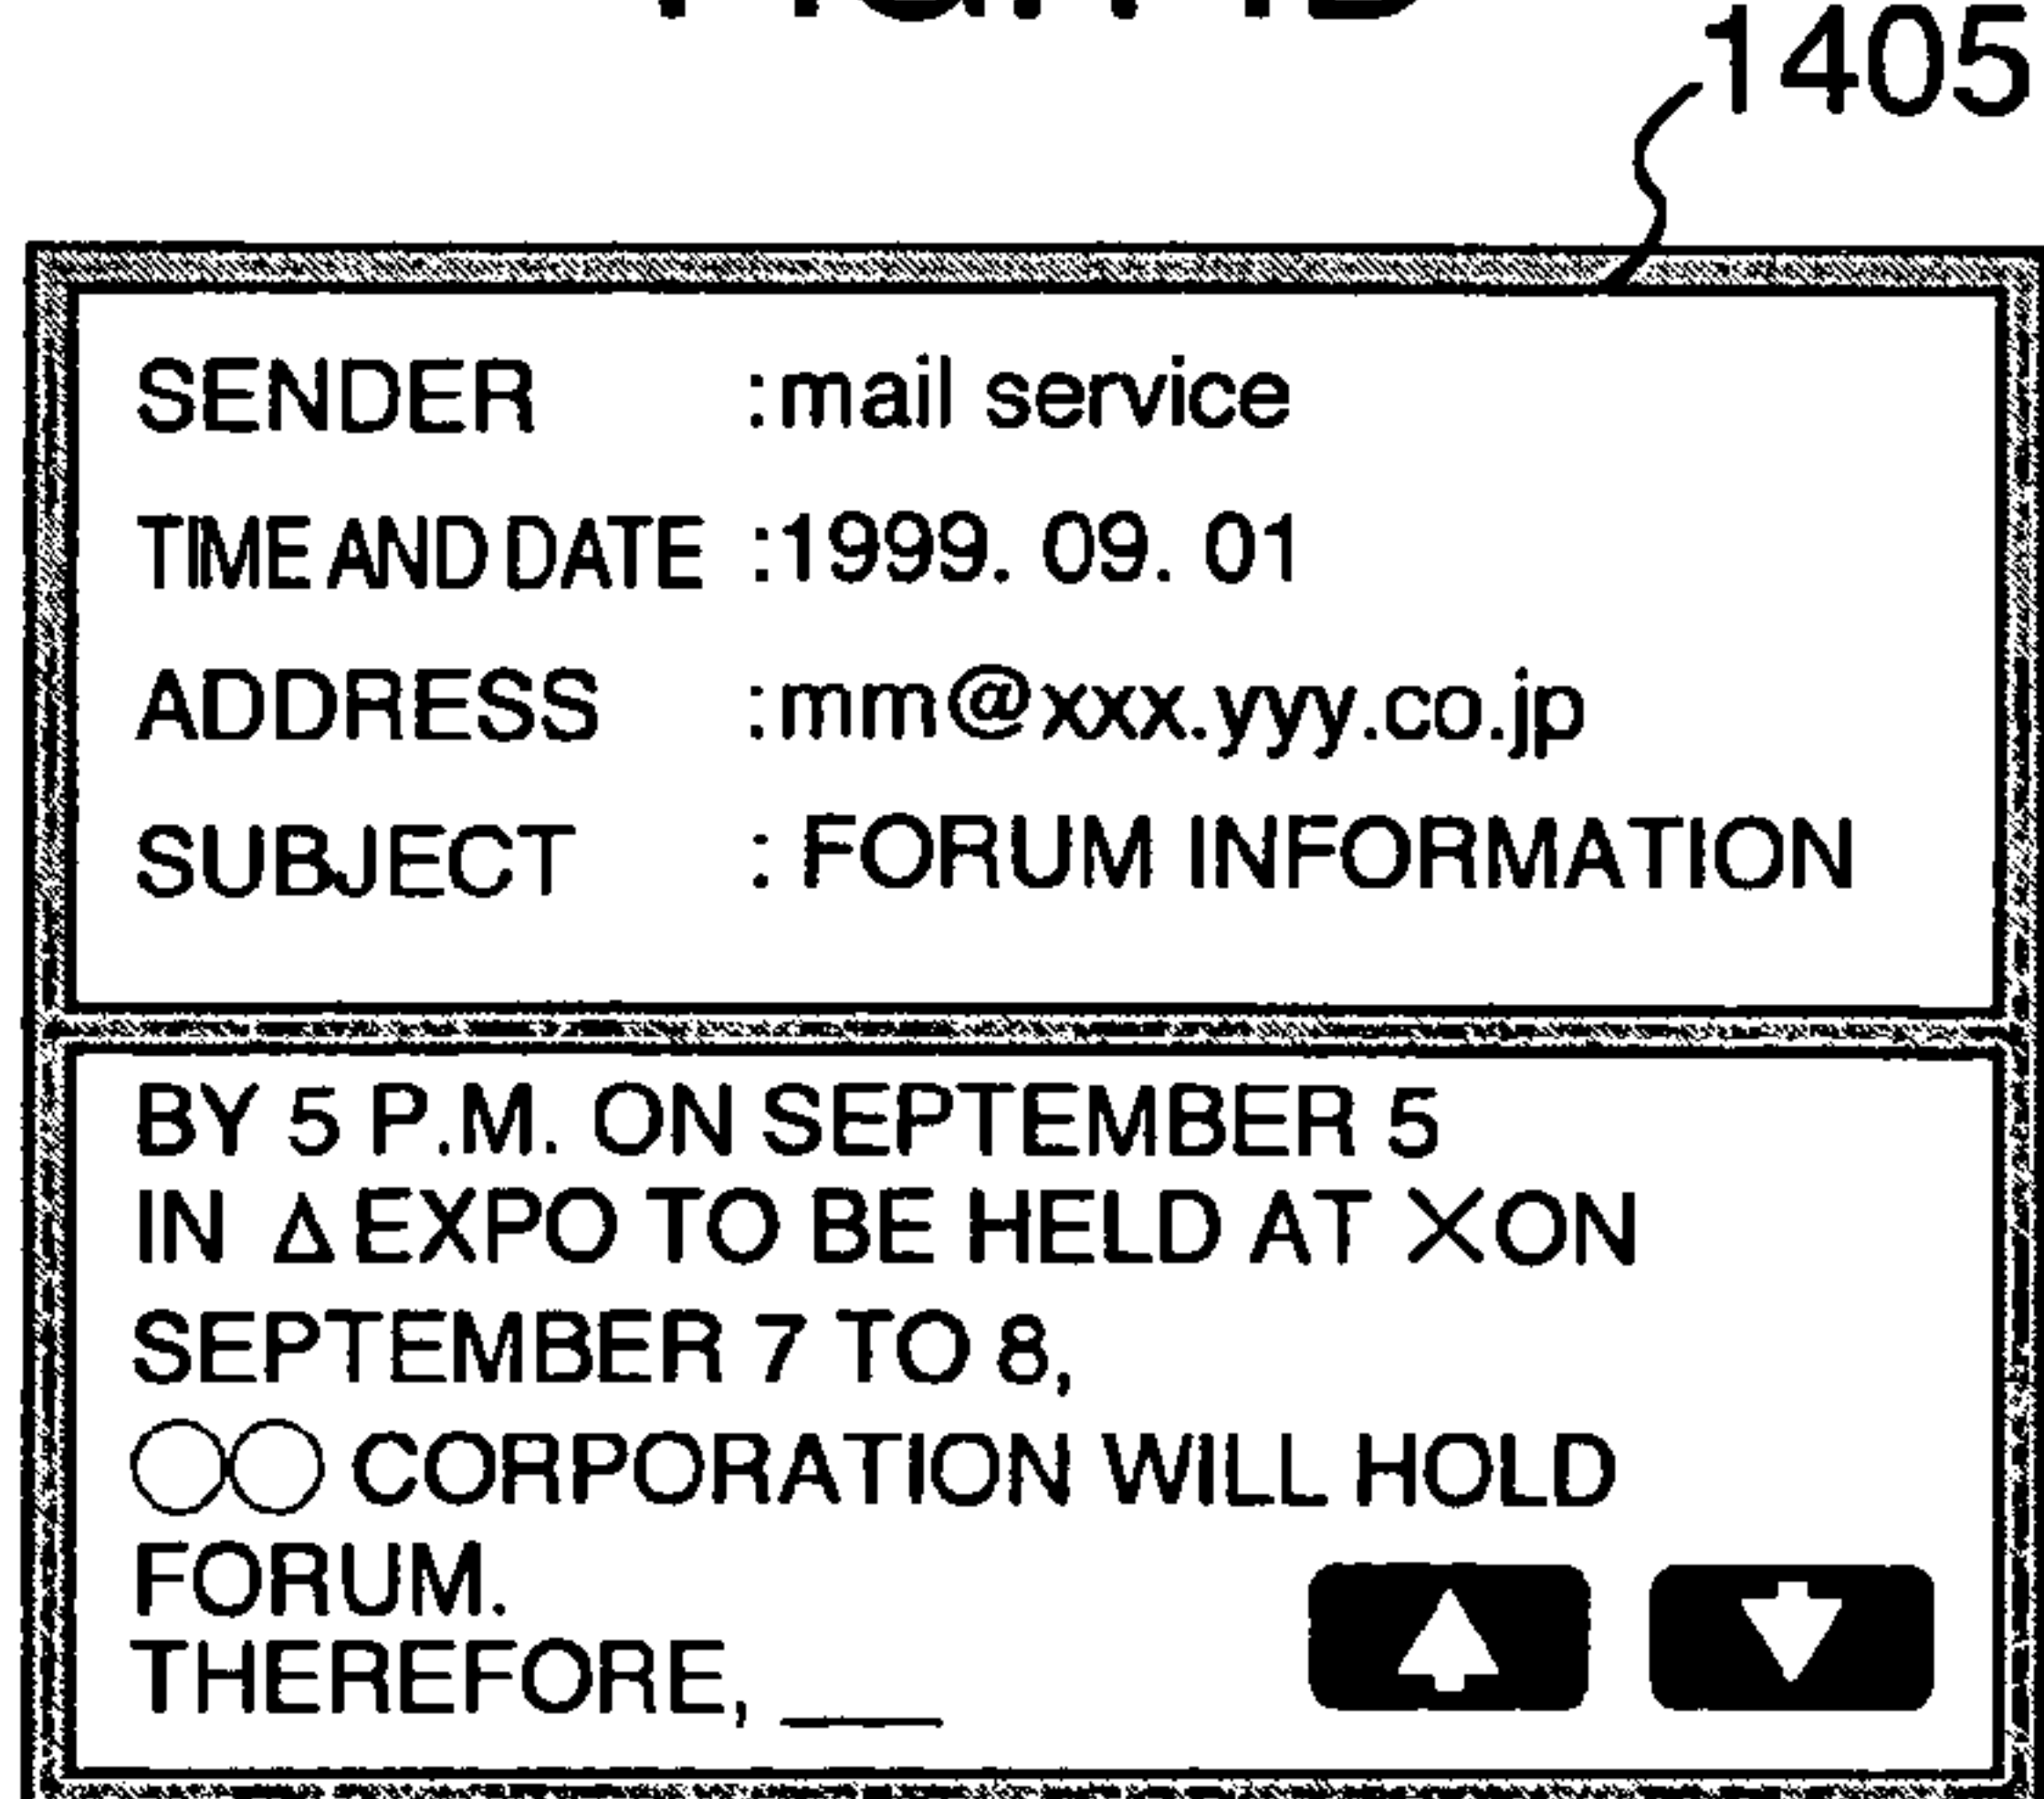 1405
SENDER :mail service
TIME AND DATE :1999. 09. 01
ADDRESS :mm@xxx.yyy.co.jp
SUBJECT : FORUM INFORMATION
BY 5 P.M. ON SEPTEMBER 5
IN Δ EXPO TO BE HELD AT ✕ ON
SEPTEMBER 7 TO 8,
○○ CORPORATION WILL HOLD
FORUM.
THEREFORE, ___